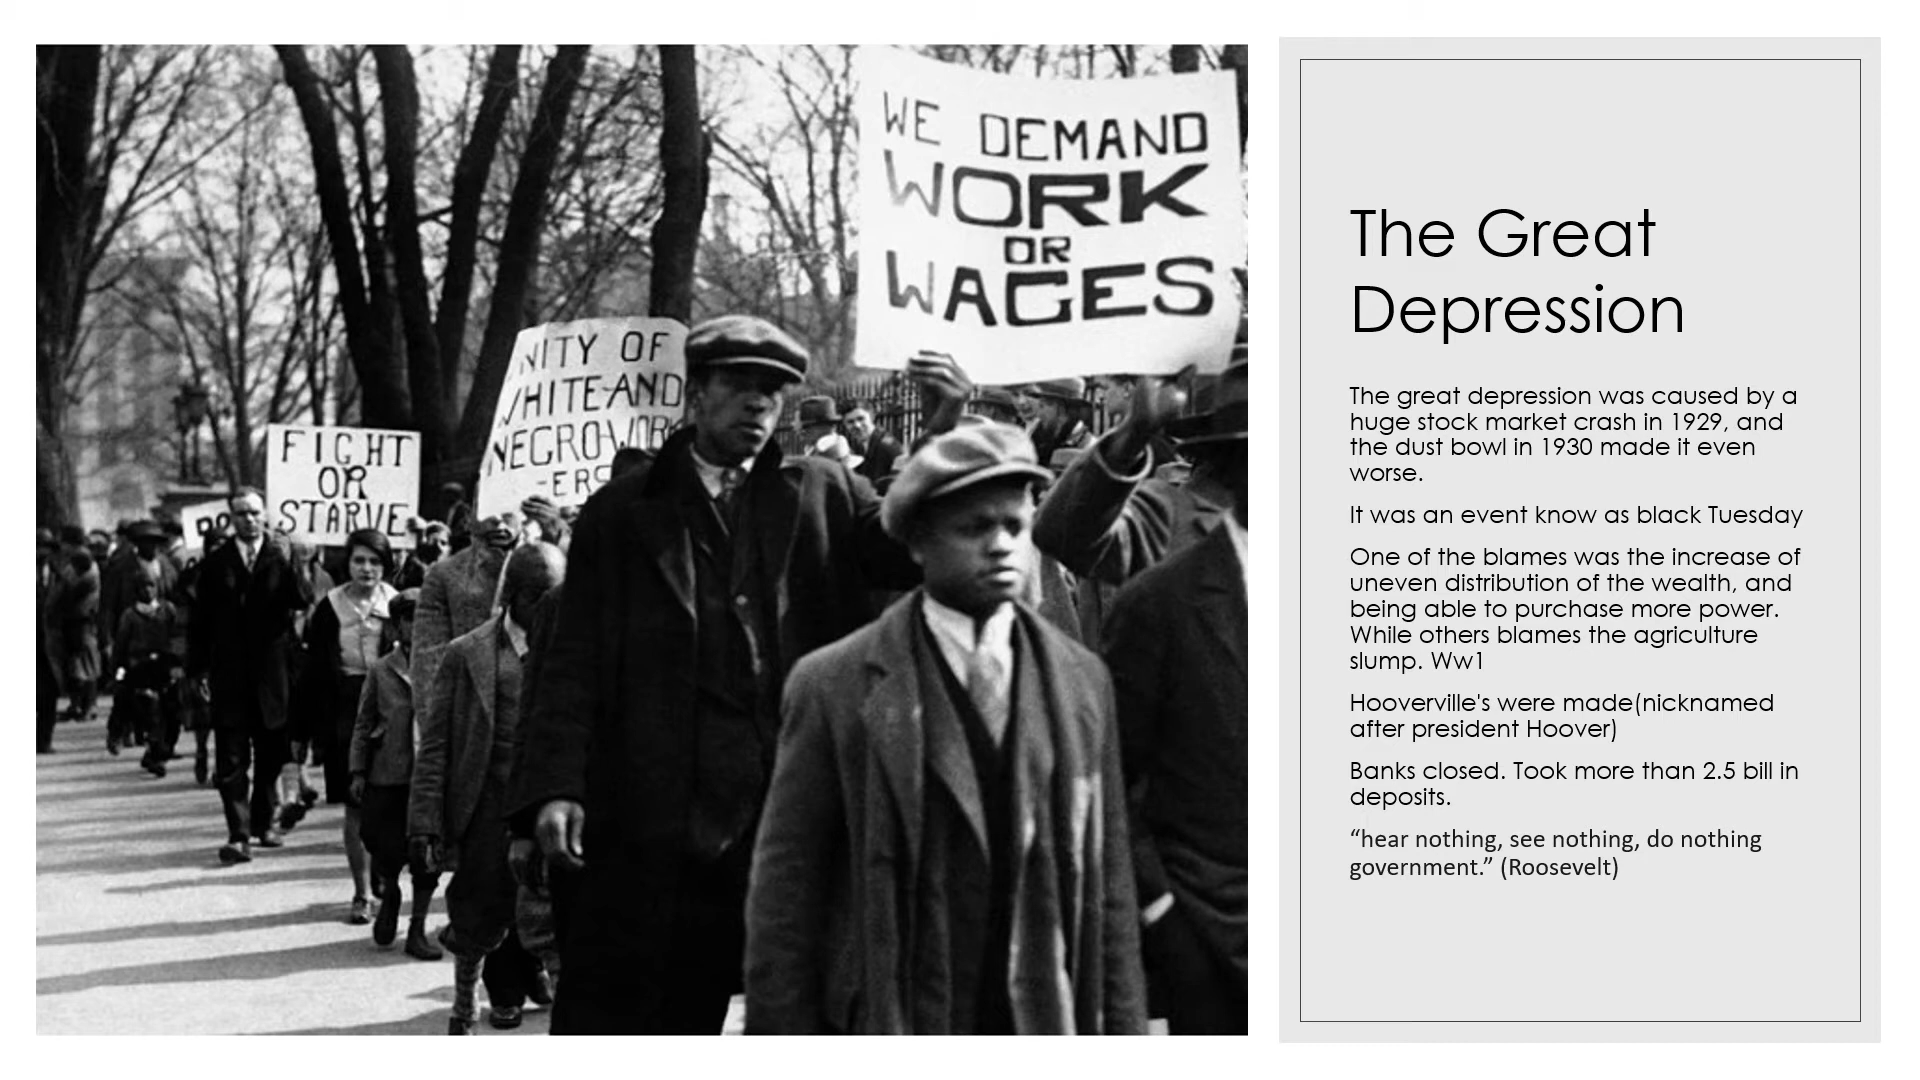 WE DEMAND
WORK
OR
WAGES
NITY OF
WHITE AND
NEGRO WORK
-ERS
FIGHT
OR
STARVE
The Great
Depression
The great depression was caused by a
huge stock market crash in 1929, and
the dust bowl in 1930 made it even
worse.
It was an event know as black Tuesday
One of the blames was the increase of
uneven distribution of the wealth, and
being able to purchase more power.
While others blames the agriculture
slump. Ww1
Hooverville's were made(nicknamed
after president Hoover)
Banks closed. Took more than 2.5 bill in
deposits.
“hear nothing, see nothing, do nothing
government.” (Roosevelt)